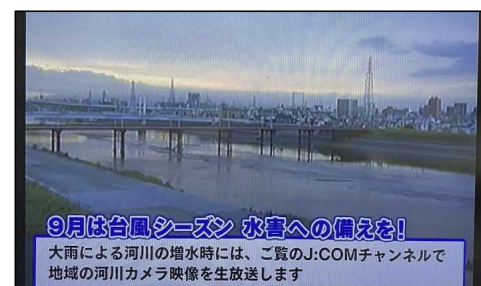 9月は台風シーズン 水害への備えを!
大雨による河川の増水時には、ご覧のJ:COMチャンネルで
地域の河川カメラ映像を生放送します